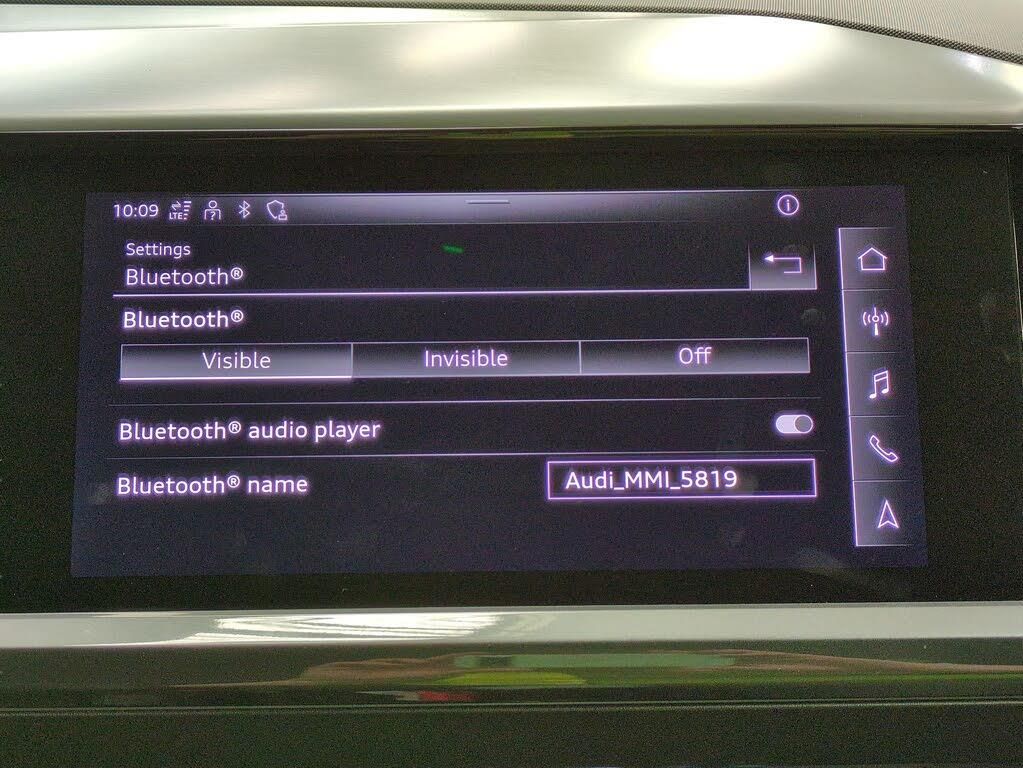 10:09 LTE
Settings
Bluetooth®
Bluetooth®
Visible Invisible Off
Bluetooth® audio player
Bluetooth® name Audi_MMI_5819